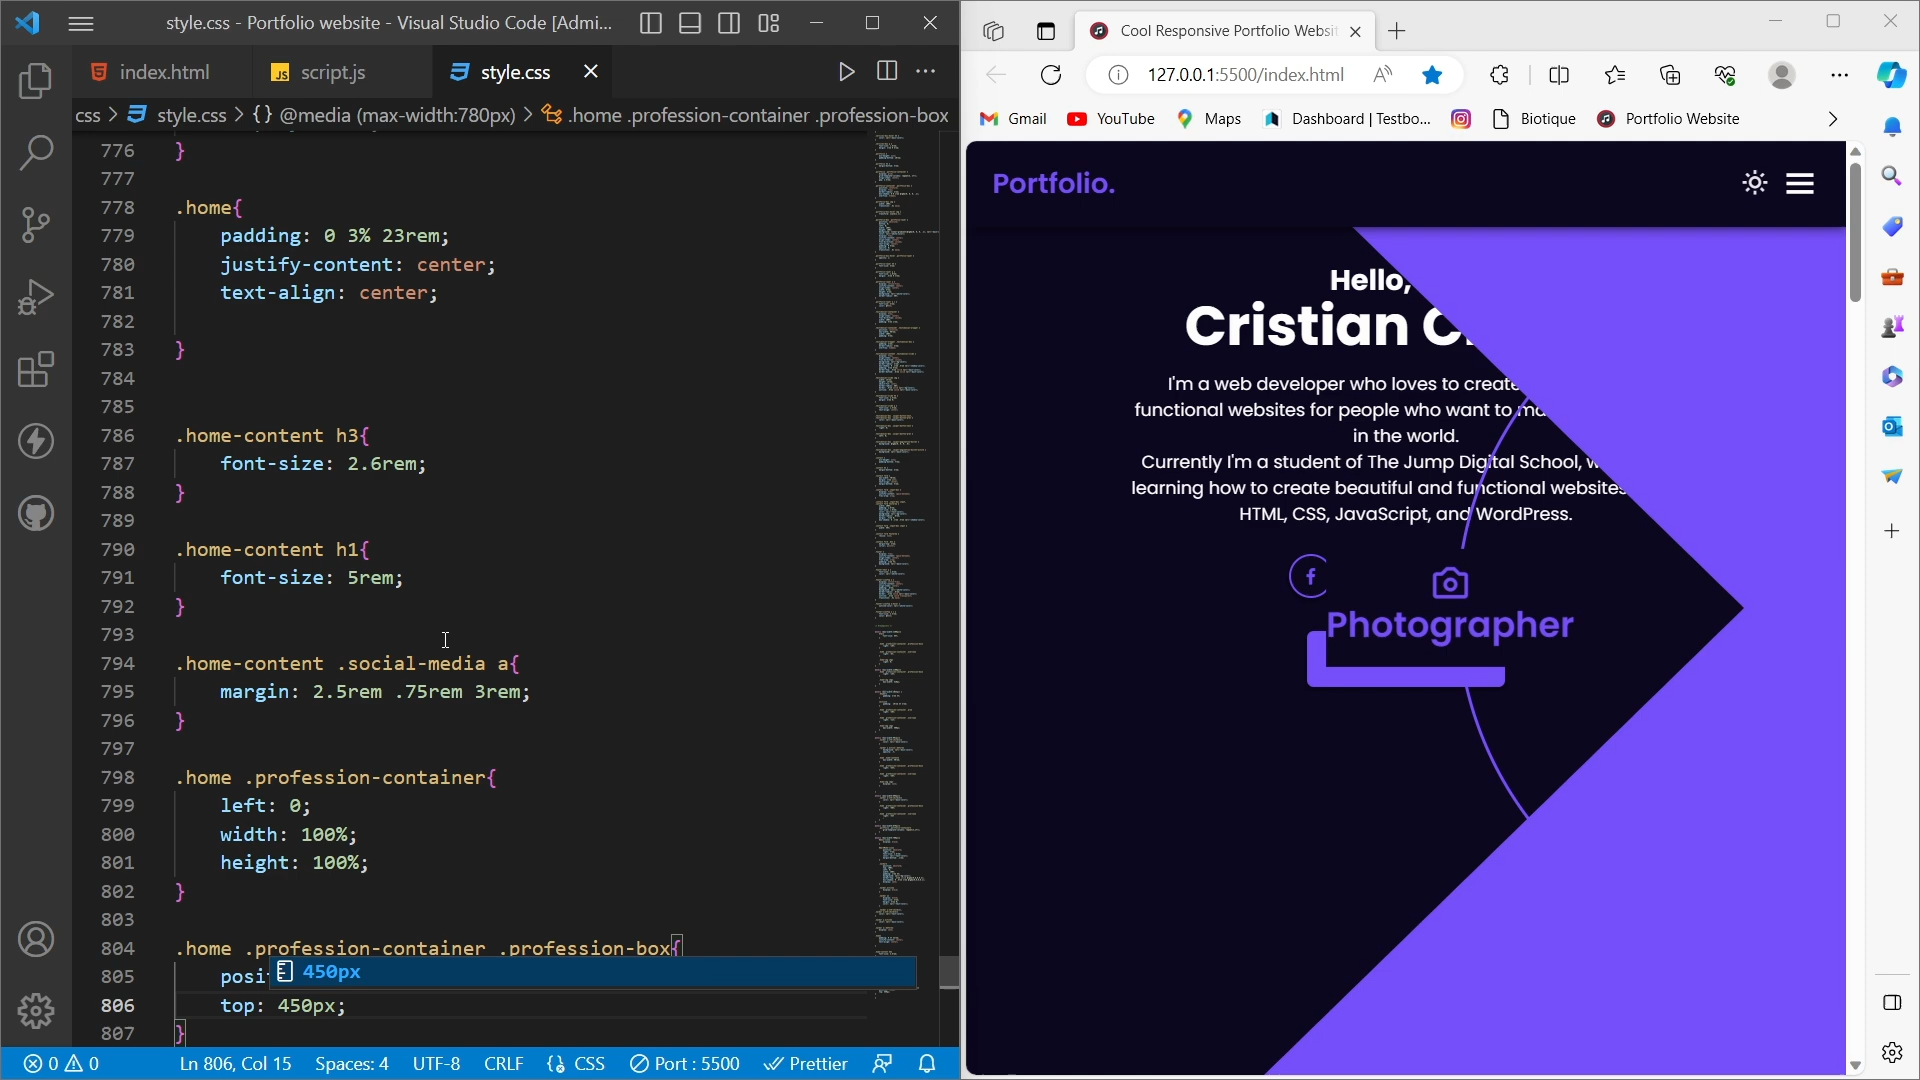 style.css - Portfolio website - Visual Studio Code [Admi...
index.html
JS script.js
style.css
css > style.css > {} @media (max-width:780px) > .home .profession-container .profession-box
776 }
777
778 .home{
779 padding: 0 3% 23rem;
780 justify-content: center;
781 text-align: center;
782
783 }
784
785
786 .home-content h3{
787 font-size: 2.6rem;
788 }
789
790 .home-content h1{
791 font-size: 5rem;
792 }
793
794 .home-content .social-media a{
795 margin: 2.5rem .75rem 3rem;
796 }
797
798 .home .profession-container{
799 left: 0;
800 width: 100%;
801 height: 100%;
802 }
803
804 .home .profession-container .profession-box{
805 posi
450px
806 top: 450px;
807 }
0 0 Ln 806, Col 15 Spaces: 4 UTF-8 CRLF {} CSS Port : 5500 Prettier
Cool Responsive Portfolio Websit
127.0.0.1:5500/index.html
Gmail YouTube Maps Dashboard | Testbo... Biotique Portfolio Website
Portfolio.
Hello,
Cristian C
I'm a web developer who loves to create
functional websites for people who want to ma
in the world.
Currently I'm a student of The Jump Digital School, w
learning how to create beautiful and functional websites
HTML, CSS, JavaScript, and WordPress.
Photographer